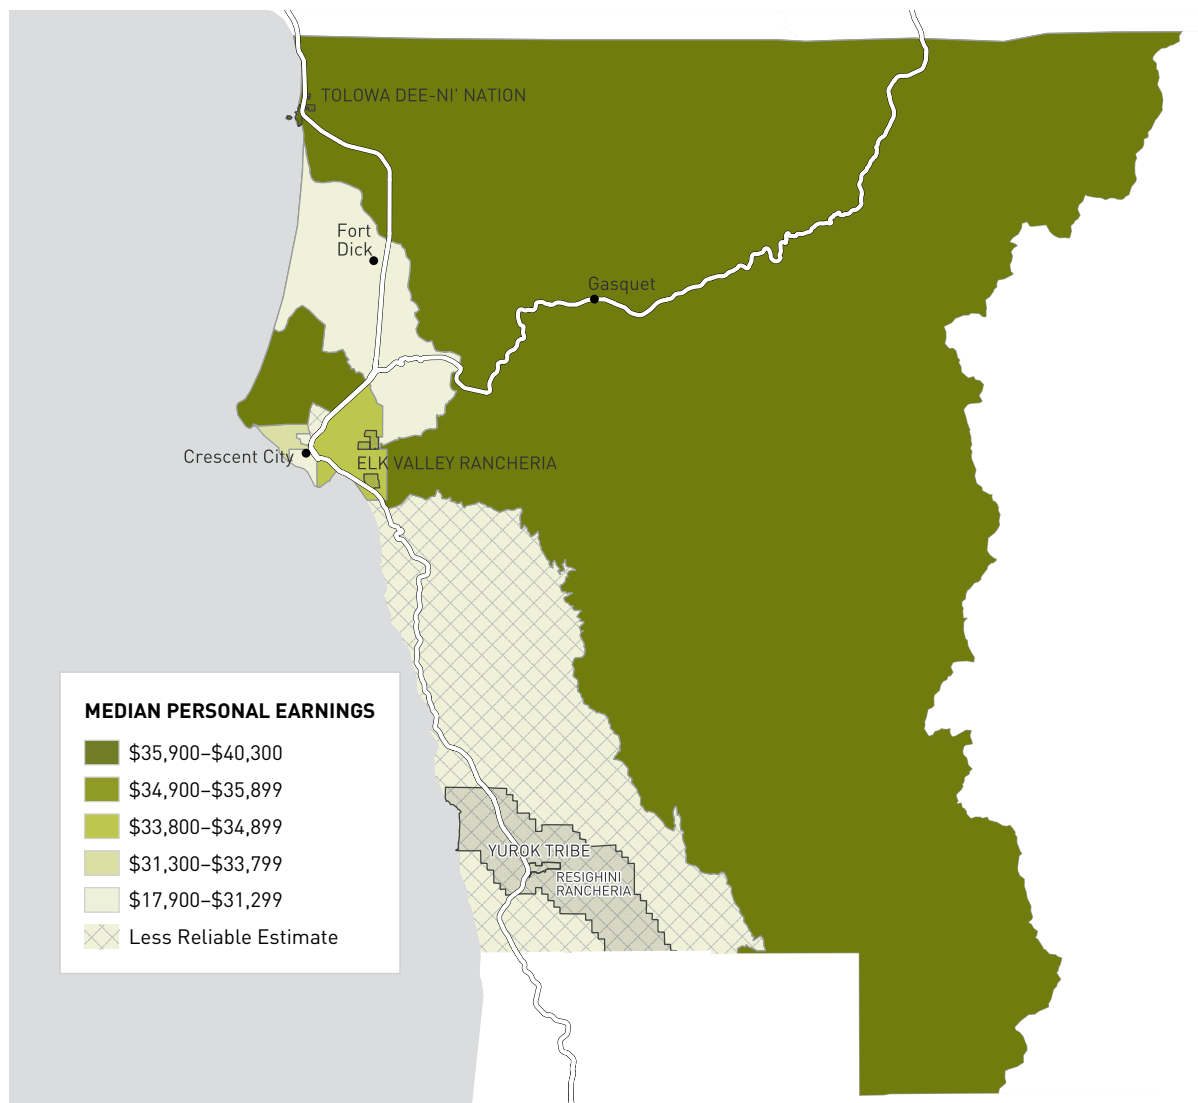 TOLOWA DEE-NI' NATION
Fort
Dick
Gasquet
Crescent City
ELK VALLEY RANCHERIA
MEDIAN PERSONAL EARNINGS
$35,900–$40,300
$34,900–$35,899
$33,800–$34,899
$31,300–$33,799
$17,900–$31,299
Less Reliable Estimate
YUROK TRIBE
RESIGHINI
RANCHERIA